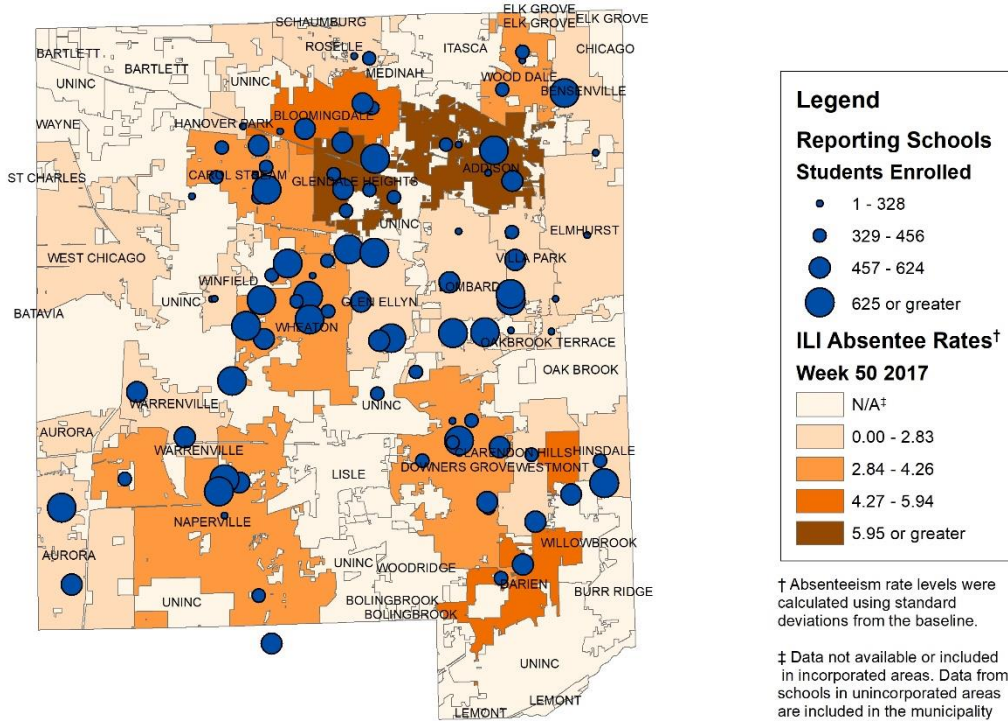 ELK GROVE
ELK GROVE
ELK GROVE
SCHAUMBURG
ROSELLE
ITASCA
CHICAGO
BARTLETT
BARTLETT
MEDINAH
UNINC
UNINC
WOOD DALE
BENSENVILLE
WAYNE
HANOVER PARK
BLOOMINGDALE
ST CHARLES
CAROL STREAM
GLENDALE HEIGHTS
ADDISON
UNINC
ELMHURST
WEST CHICAGO
VILLA PARK
WINFIELD
LOMBARD
UNINC
GLEN ELLYN
BATAVIA
WHEATON
OAKBROOK TERRACE
OAK BROOK
UNINC
WARRENVILLE
AURORA
WARRENVILLE
CLARENDON HILLS
HINSDALE
DOWNERS GROVE
WESTMONT
LISLE
NAPERVILLE
WILLOWBROOK
AURORA
UNINC
WOODRIDGE
DARIEN
BURR RIDGE
UNINC
BOLINGBROOK
BOLINGBROOK
UNINC
LEMONT
LEMONT
Legend
Reporting Schools
Students Enrolled
1 - 328
329 - 456
457 - 624
625 or greater
ILI Absentee Rates†
Week 50 2017
N/A‡
0.00 - 2.83
2.84 - 4.26
4.27 - 5.94
5.95 or greater
† Absenteeism rate levels were
calculated using standard
deviations from the baseline.
‡ Data not available or included
in incorporated areas. Data from
schools in unincorporated areas
are included in the municipality